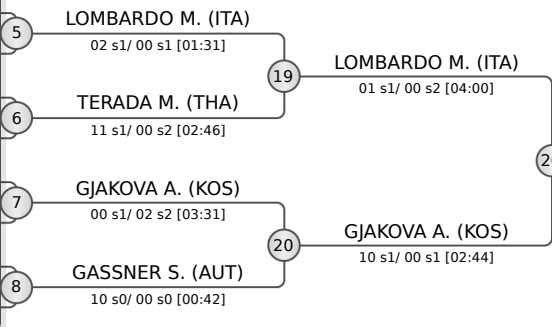 5
LOMBARDO M. (ITA)
02 s1/ 00 s1 [01:31]
19
LOMBARDO M. (ITA)
01 s1/ 00 s2 [04:00]
6
TERADA M. (THA)
11 s1/ 00 s2 [02:46]
7
GJAKOVA A. (KOS)
00 s1/ 02 s2 [03:31]
20
GJAKOVA A. (KOS)
10 s1/ 00 s1 [02:44]
8
GASSNER S. (AUT)
10 s0/ 00 s0 [00:42]